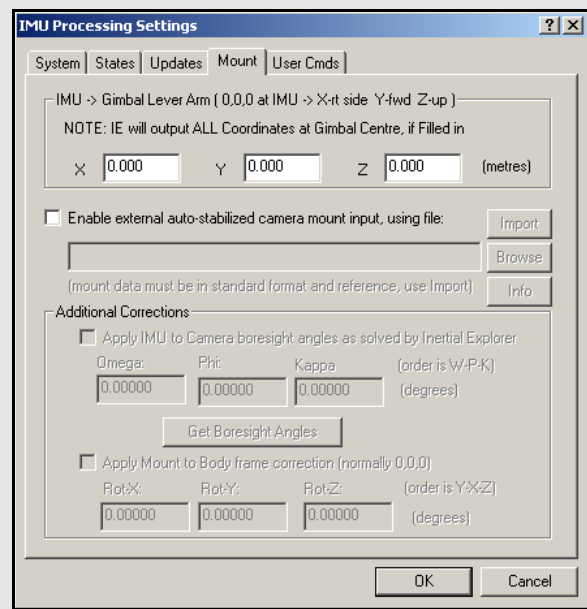 IMU Processing Settings
? ×
System States Updates Mount User Cmds
IMU -> Gimbal Lever Arm ( 0,0,0 at IMU -> X-rt side Y-fwd Z-up )
NOTE: IE will output ALL Coordinates at Gimbal Centre, if Filled in
X 0.000 Y 0.000 Z 0.000 (metres)
Enable external auto-stabilized camera mount input, using file:
Import
Browse
(mount data must be in standard format and reference, use Import)
Info
Additional Corrections
Apply IMU to Camera boresight angles as solved by Inertial Explorer
Omega: Phi: Kappa (order is W-P-K)
0.00000 0.00000 0.00000 (degrees)
Get Boresight Angles
Apply Mount to Body frame correction (normally 0,0,0)
Rot-X: Rot-Y: Rot-Z: (order is Y-X-Z)
0.00000 0.00000 0.00000 (degrees)
OK Cancel